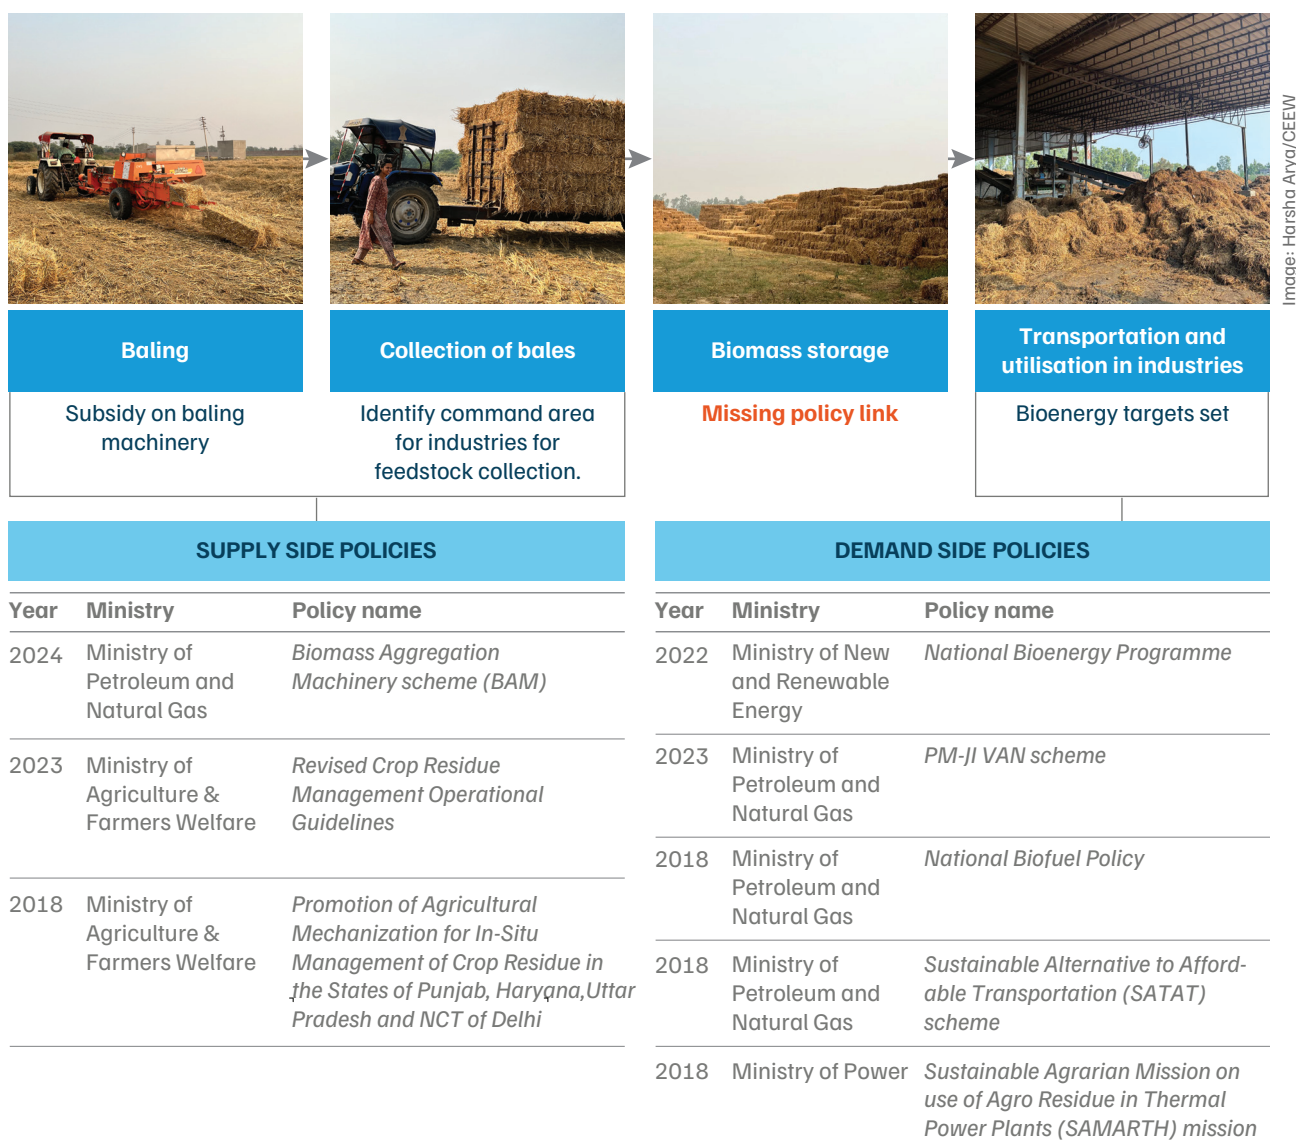 Image: Harsha Arya/CEEW
Baling
Collection of bales
Biomass storage
Transportation and
utilisation in industries
Subsidy on baling
machinery
Identify command area
for industries for
feedstock collection.
Missing policy link
Bioenergy targets set
SUPPLY SIDE POLICIES
Year Ministry Policy name
2024 Ministry of Biomass Aggregation
Petroleum and Machinery scheme (BAM)
Natural Gas
2023 Ministry of Revised Crop Residue
Agriculture & Management Operational
Farmers Welfare Guidelines
2018 Ministry of Promotion of Agricultural
Agriculture & Mechanization for In-Situ
Farmers Welfare Management of Crop Residue in
the States of Punjab, Haryana,Uttar
Pradesh and NCT of Delhi
DEMAND SIDE POLICIES
Year Ministry Policy name
2022 Ministry of New National Bioenergy Programme
and Renewable
Energy
2023 Ministry of PM-JI VAN scheme
Petroleum and
Natural Gas
2018 Ministry of National Biofuel Policy
Petroleum and
Natural Gas
2018 Ministry of Sustainable Alternative to Afford-
Petroleum and able Transportation (SATAT)
Natural Gas scheme
2018 Ministry of Power Sustainable Agrarian Mission on
use of Agro Residue in Thermal
Power Plants (SAMARTH) mission